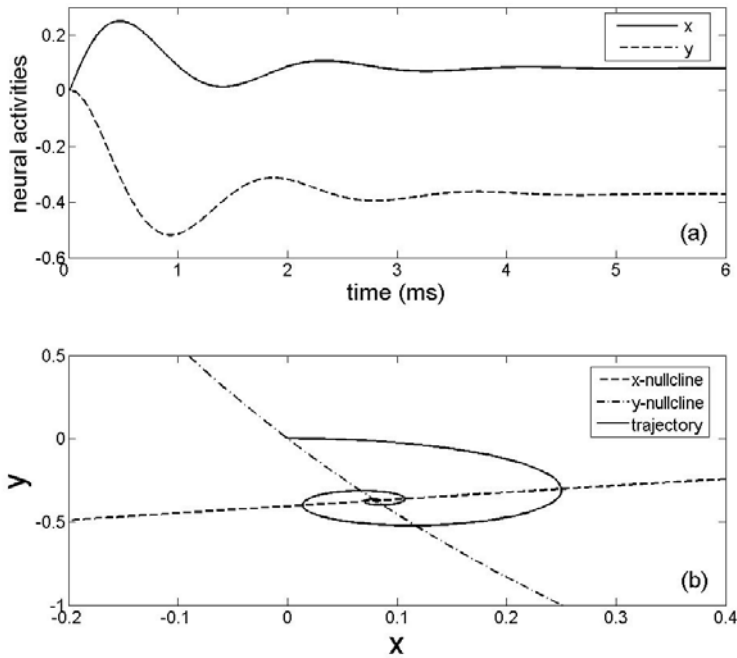 0.2
0
-0.2
-0.4
-0.6
neural activities
x
y
(a)
0
1
2
3
4
5
6
time (ms)
0.5
0
-0.5
-1
y
x-nullcline
y-nullcline
trajectory
(b)
-0.2
-0.1
0
0.1
0.2
0.3
0.4
x